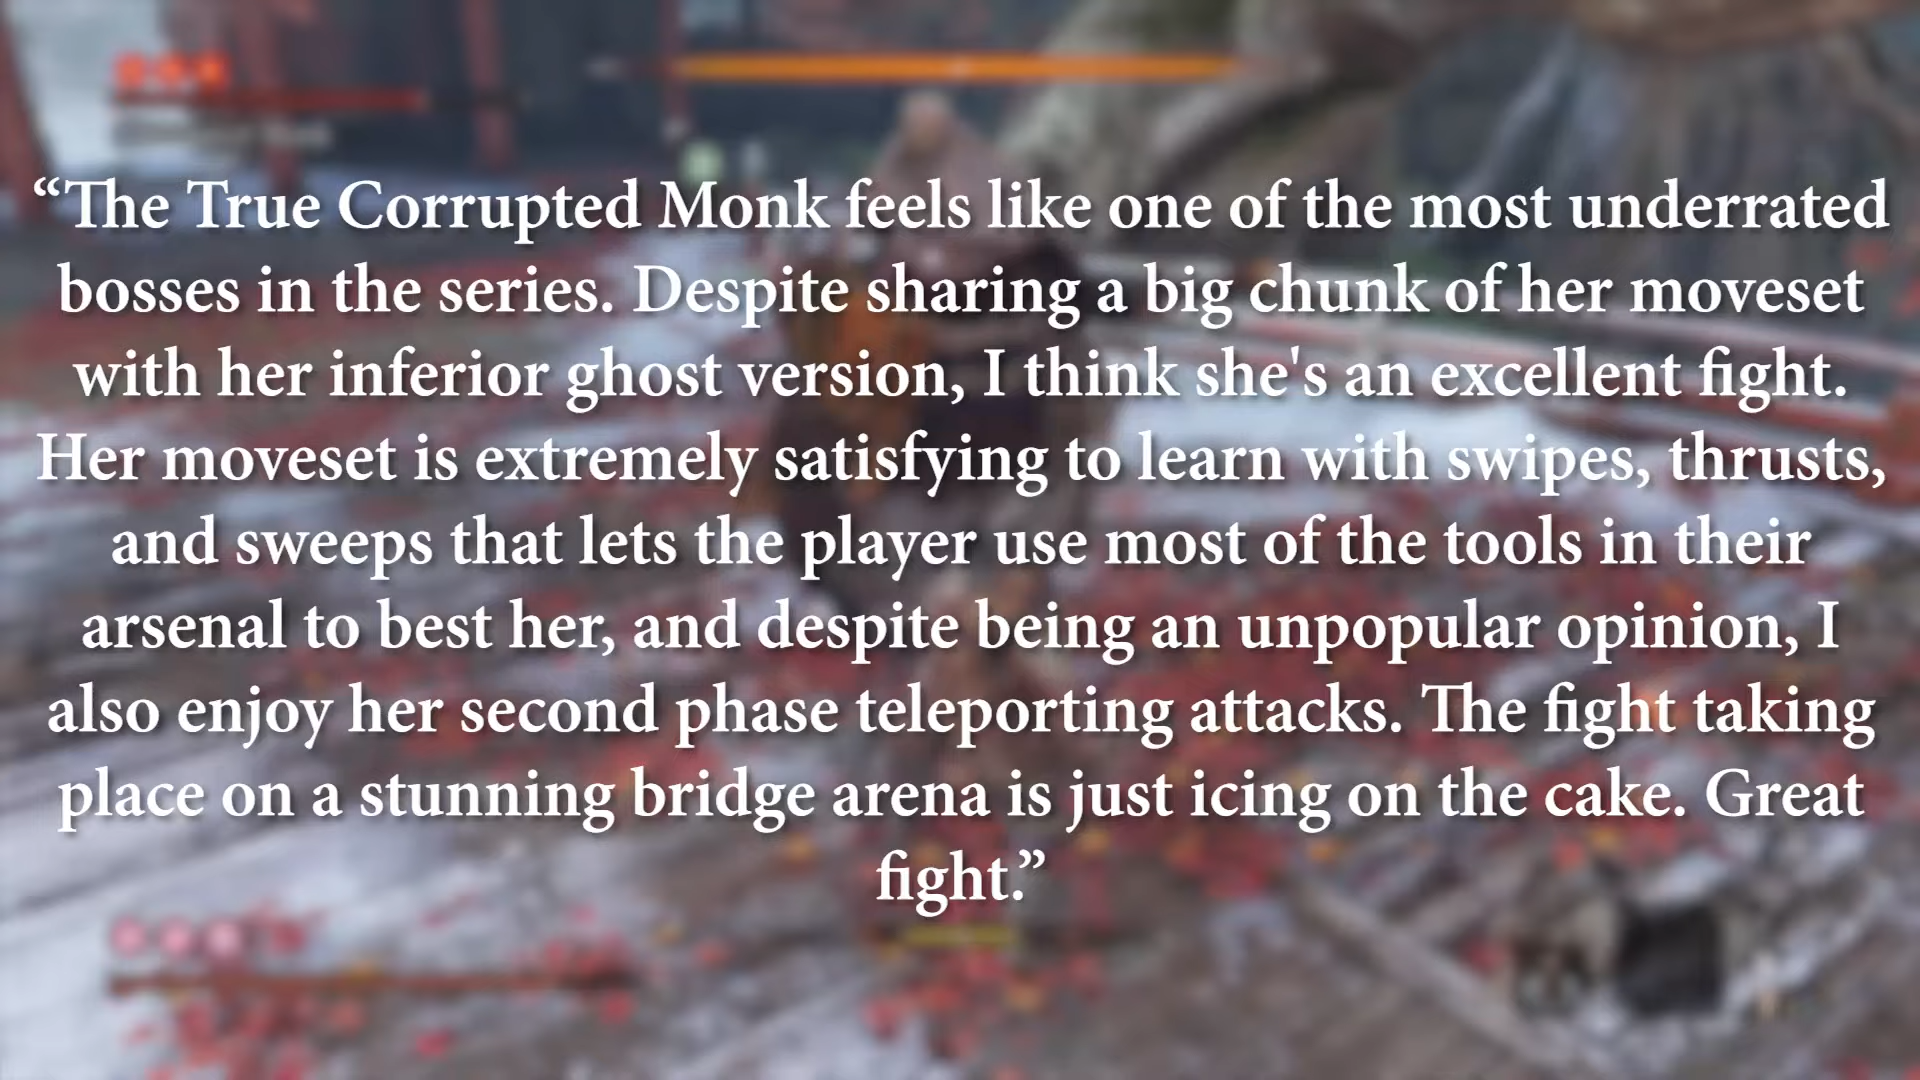 “The True Corrupted Monk feels like one of the most underrated
bosses in the series. Despite sharing a big chunk of her moveset
with her inferior ghost version, I think she's an excellent fight.
Her moveset is extremely satisfying to learn with swipes, thrusts,
and sweeps that lets the player use most of the tools in their
arsenal to best her, and despite being an unpopular opinion, I
also enjoy her second phase teleporting attacks. The fight taking
place on a stunning bridge arena is just icing on the cake. Great
fight.”